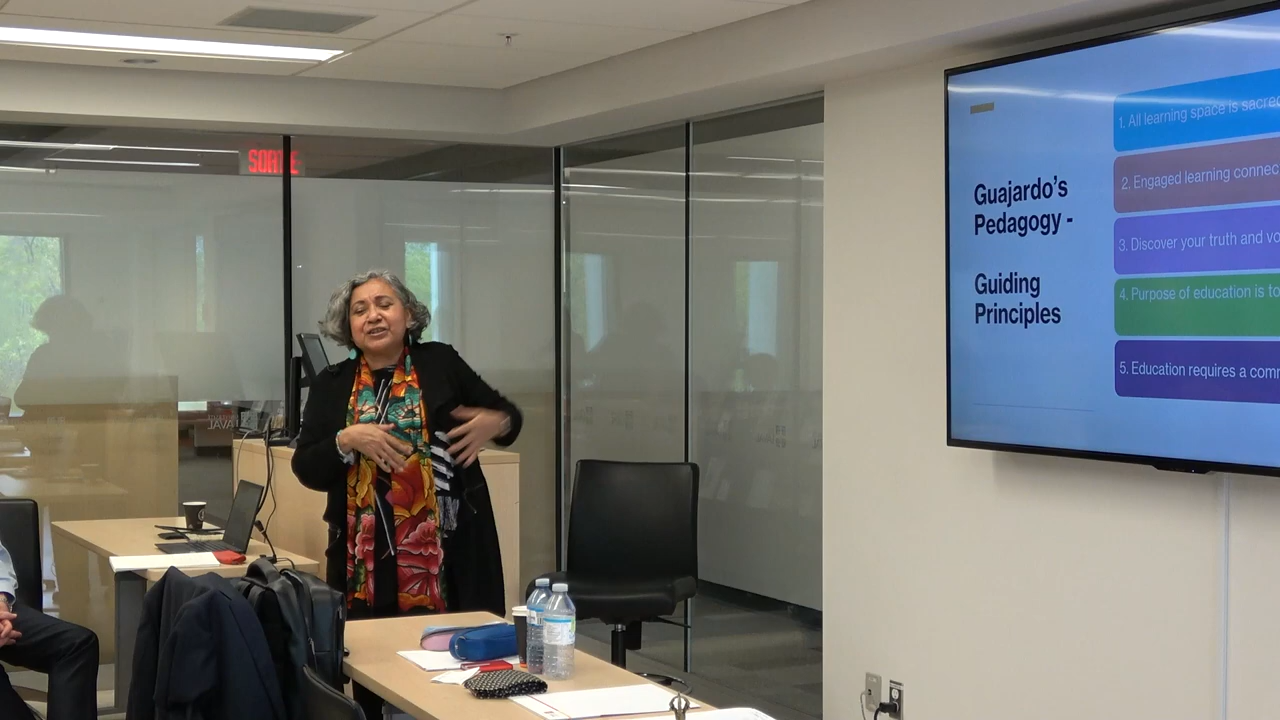 SORTIE
Guajardo's
Pedagogy -
Guiding
Principles
1. All learning space is sacred
2. Engaged learning connec
3. Discover your truth and vo
4. Purpose of education is to
5. Education requires a com